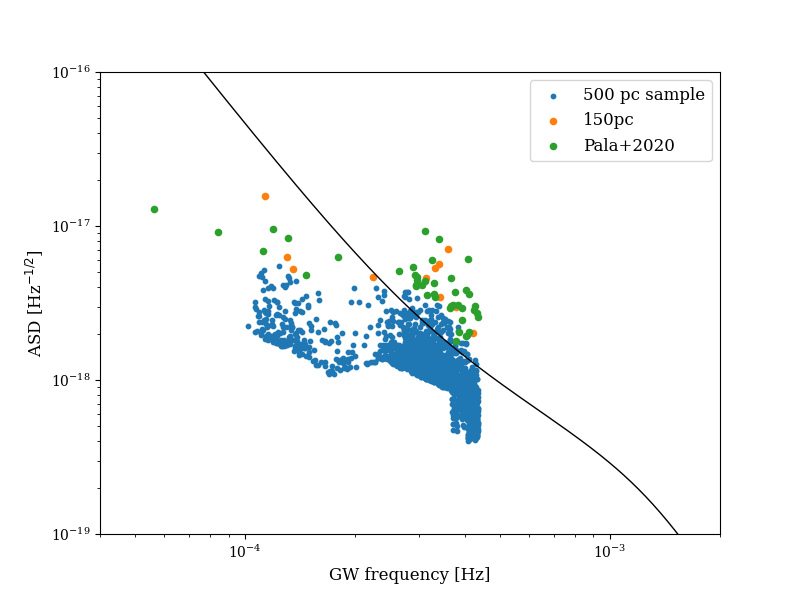 10⁻¹⁶
10⁻¹⁷
10⁻¹⁸
10⁻¹⁹
ASD [Hz⁻¹/²]
500 pc sample
150pc
Pala+2020
10⁻⁴
10⁻³
GW frequency [Hz]